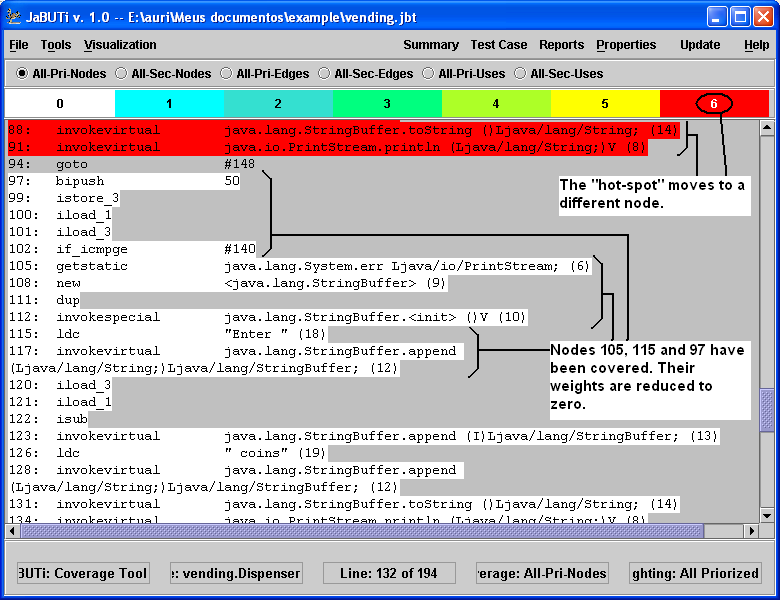 JaBUTi v. 1.0 -- E:\auri\Meus documentos\example\vending.jbt
File Tools Visualization Summary Test Case Reports Properties Update Help
All-Pri-Nodes All-Sec-Nodes All-Pri-Edges All-Sec-Edges All-Pri-Uses All-Sec-Uses
0 1 2 3 4 5 6
88: invokevirtual java.lang.StringBuffer.toString ()Ljava/lang/String; (14)
91: invokevirtual java.io.PrintStream.println (Ljava/lang/String;)V (8)
94: goto #148
97: bipush 50
99: istore_3
100: iload_1
101: iload_3
102: if_icmpge #140
105: getstatic java.lang.System.err Ljava/io/PrintStream; (6)
108: new <java.lang.StringBuffer> (9)
111: dup
112: invokespecial java.lang.StringBuffer.<init> ()V (10)
115: ldc "Enter " (18)
117: invokevirtual java.lang.StringBuffer.append
(Ljava/lang/String;)Ljava/lang/StringBuffer; (12)
120: iload_3
121: iload_1
122: isub
123: invokevirtual java.lang.StringBuffer.append (I)Ljava/lang/StringBuffer; (13)
126: ldc " coins" (19)
128: invokevirtual java.lang.StringBuffer.append
(Ljava/lang/String;)Ljava/lang/StringBuffer; (12)
131: invokevirtual java.lang.StringBuffer.toString ()Ljava/lang/String; (14)
134: invokevirtual java.io.PrintStream.println (Ljava/lang/String;)V (8)
The "hot-spot" moves to a
different node.
Nodes 105, 115 and 97 have
been covered. Their
weights are reduced to
zero.
BUTi: Coverage Tool e: vending.Dispenser Line: 132 of 194 verage: All-Pri-Nodes ghting: All Priorized